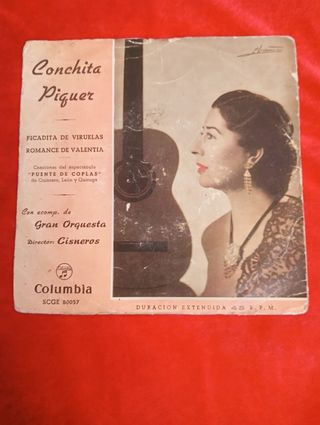 Conchita
Piquer
PICADITA DE VIRUELAS
ROMANCE DE VALENTIA
Canciones del espectáculo
"PUENTE DE COPLAS"
de Quintero, León y Quiroga
Con acomp. de
Gran Orquesta
Director: Cisneros
Columbia
SCGE 80057
DURACION EXTENDIDA 45 R. P. M.